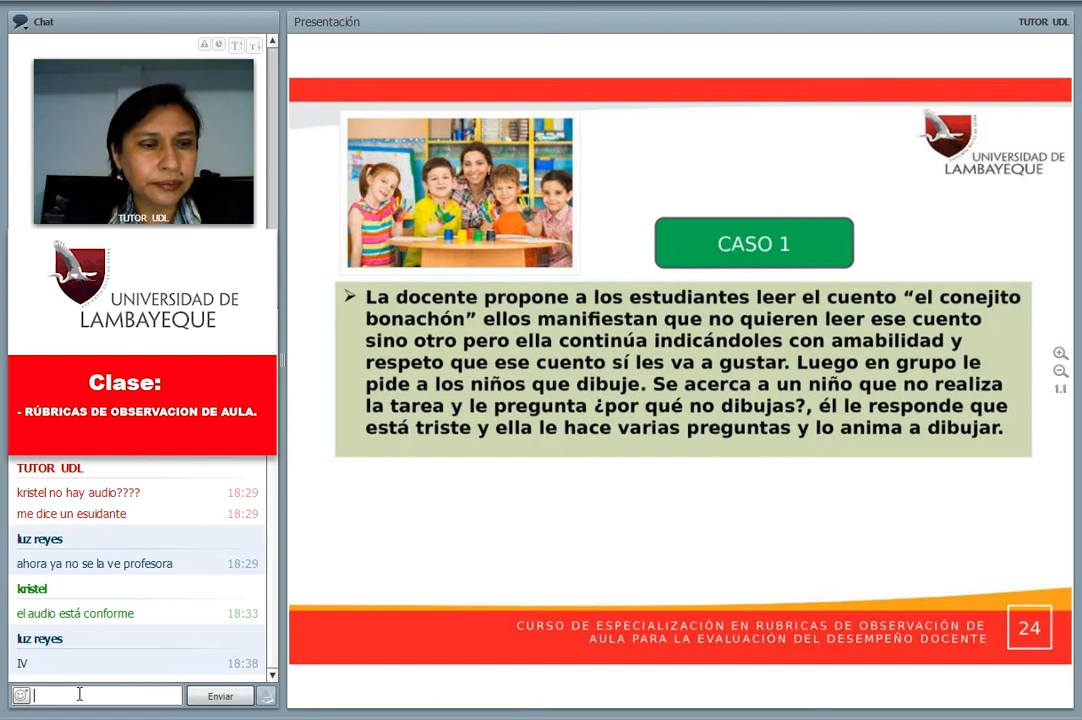 Chat
TUTOR UDL
UNIVERSIDAD DE
LAMBAYEQUE
Clase:
- RÚBRICAS DE OBSERVACION DE AULA.
TUTOR UDL
kristel no hay audio???? 18:29
me dice un esuidante 18:29
luz reyes
ahora ya no se la ve profesora 18:29
kristel
el audio está conforme 18:33
luz reyes
IV 18:38
Enviar
Presentación TUTOR UDL
UNIVERSIDAD DE
LAMBAYEQUE
CASO 1
La docente propone a los estudiantes leer el cuento “el conejito
bonachón” ellos manifiestan que no quieren leer ese cuento
sino otro pero ella continúa indicándoles con amabilidad y
respeto que ese cuento sí les va a gustar. Luego en grupo le
pide a los niños que dibuje. Se acerca a un niño que no realiza
la tarea y le pregunta ¿por qué no dibujas?, él le responde que
está triste y ella le hace varias preguntas y lo anima a dibujar.
1.1
CURSO DE ESPECIALIZACIÓN EN RUBRICAS DE OBSERVACIÓN DE
AULA PARA LA EVALUACIÓN DEL DESEMPEÑO DOCENTE
24